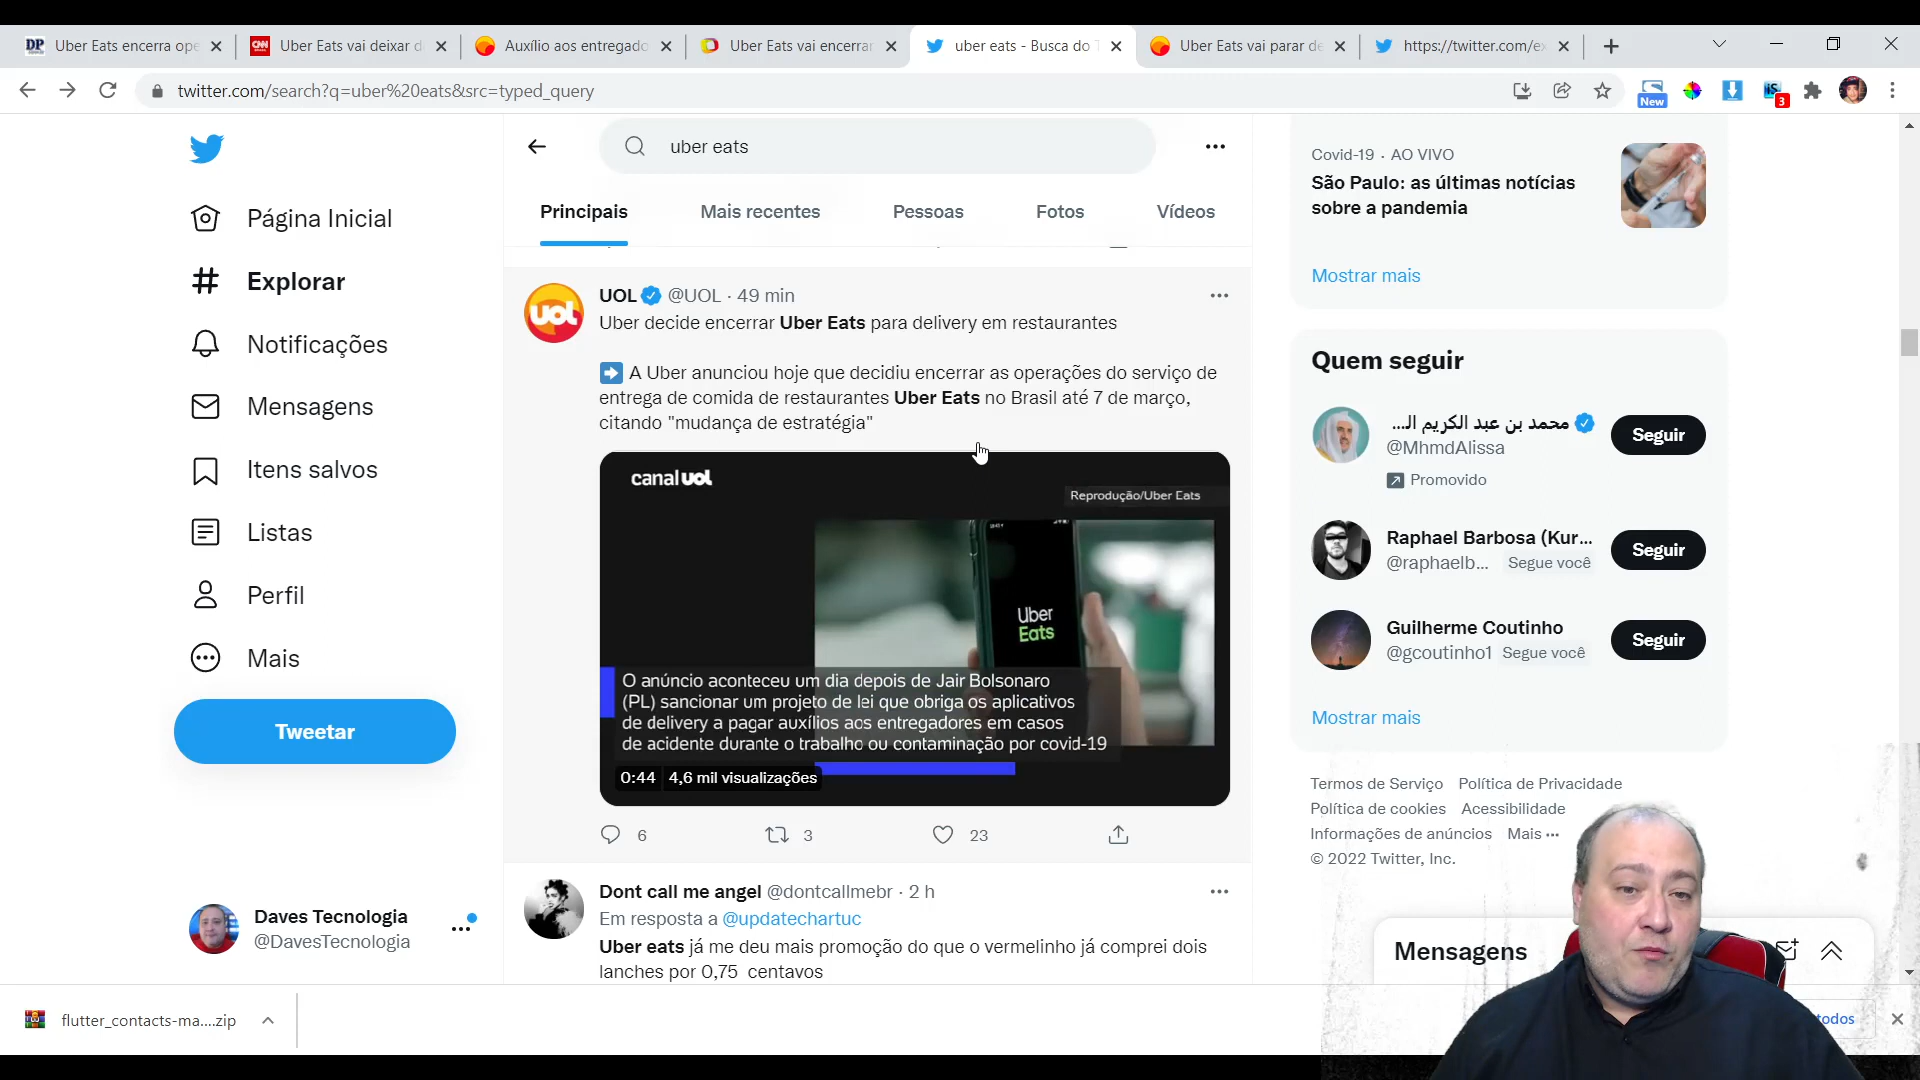 DP Uber Eats encerra ope
CNN Uber Eats vai deixar d
Auxílio aos entregado
Uber Eats vai encerrar
uber eats - Busca do T
Uber Eats vai parar de
https://twitter.com/ex
twitter.com/search?q=uber%20eats&src=typed_query
New
3
uber eats
Principais
Mais recentes
Pessoas
Fotos
Vídeos
Página Inicial
Explorar
Notificações
Mensagens
Itens salvos
Listas
Perfil
Mais
Tweetar
Daves Tecnologia
@DavesTecnologia
uol
UOL @UOL · 49 min
Uber decide encerrar Uber Eats para delivery em restaurantes
➡ A Uber anunciou hoje que decidiu encerrar as operações do serviço de
entrega de comida de restaurantes Uber Eats no Brasil até 7 de março,
citando "mudança de estratégia"
canal uol
Reprodução/Uber Eats
Uber
Eats
O anúncio aconteceu um dia depois de Jair Bolsonaro
(PL) sancionar um projeto de lei que obriga os aplicativos
de delivery a pagar auxílios aos entregadores em casos
de acidente durante o trabalho ou contaminação por covid-19
0:44 4,6 mil visualizações
6
3
23
Dont call me angel @dontcallmebr · 2 h
Em resposta a @updatechartuc
Uber eats já me deu mais promoção do que o vermelinho já comprei dois
lanches por 0,75 centavos
Covid-19 · AO VIVO
São Paulo: as últimas notícias
sobre a pandemia
Mostrar mais
Quem seguir
محمد بن عبد الكريم الـ...
@MhmdAlissa
Promovido
Seguir
Raphael Barbosa (Kur...
@raphaelb... Segue você
Seguir
Guilherme Coutinho
@gcoutinho1 Segue você
Seguir
Mostrar mais
Termos de Serviço Política de Privacidade
Política de cookies Acessibilidade
Informações de anúncios Mais ···
© 2022 Twitter, Inc.
Mensagens
flutter_contacts-ma....zip
todos